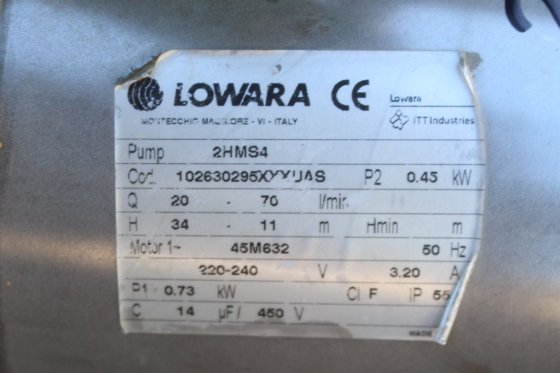 LOWARA CE
Lowara
MONTECCHIO MAGGIORE - VI - ITALY
ITT Industries
Pump 2HMS4
Cod. 102630295XXXUAS P2 0.45 kW
Q 20 - 70 l/min
H 34 - 11 m Hmin m
Motor 1~ 45M632 50 Hz
220-240 V 3.20 A
P1 0.73 kW Cl F IP 55
C 14 µF/ 450 V
MADE